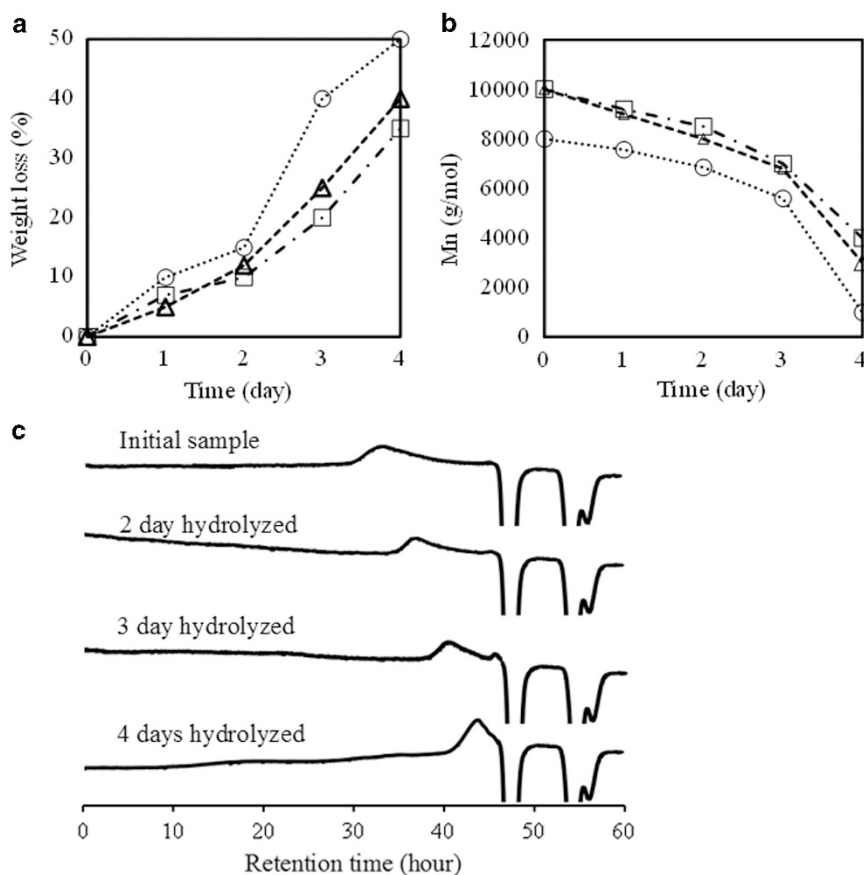 a
Weight loss (%)
50
40
30
20
10
0
0 1 2 3 4
Time (day)
b
Mn (g/mol)
12000
10000
8000
6000
4000
2000
0
0 1 2 3 4
Time (day)
c
Initial sample
2 day hydrolyzed
3 day hydrolyzed
4 days hydrolyzed
0 10 20 30 40 50 60
Retention time (hour)